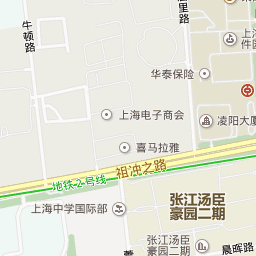 牛顿路
里路
上海
件园
华泰保险
上海电子商会
凌阳大厦
喜马拉雅
祖冲之路
地铁2号线
张江汤臣
豪园二期
上海中学国际部
张江汤臣
豪园二期
晨晖路